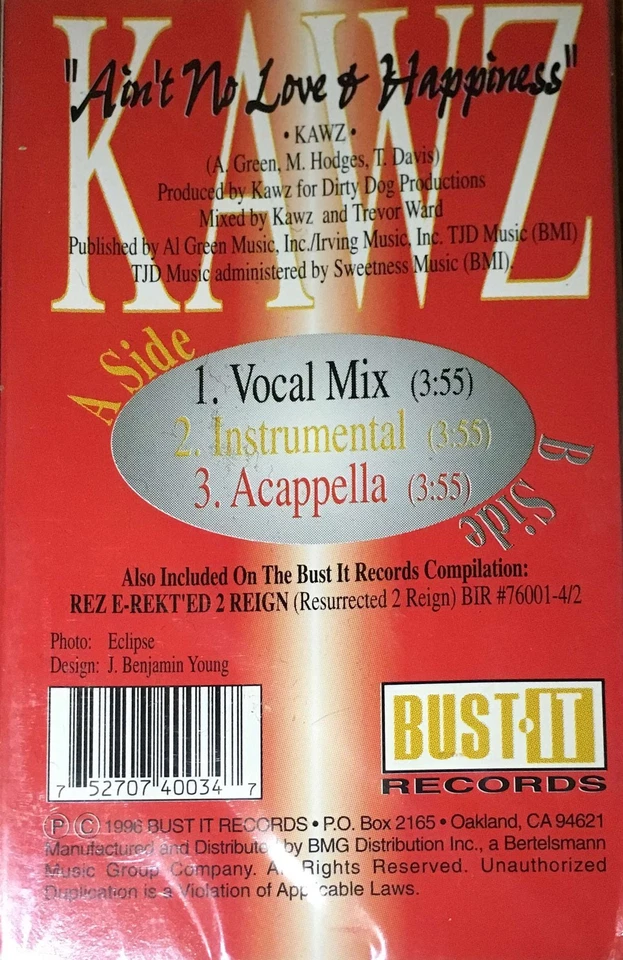 KAWZ
"Ain't No Love & Happiness"
• KAWZ •
(A. Green, M. Hodges, T. Davis)
Produced by Kawz for Dirty Dog Productions
Mixed by Kawz and Trevor Ward
Published by Al Green Music, Inc./Irving Music, Inc. TJD Music (BMI)
TJD Music administered by Sweetness Music (BMI).
A Side
1. Vocal Mix (3:55)
2. Instrumental (3:55)
3. Acappella (3:55)
B Side
Also Included On The Bust It Records Compilation:
REZ E-REKT'ED 2 REIGN (Resurrected 2 Reign) BIR #76001-4/2
Photo: Eclipse
Design: J. Benjamin Young
7 52707 40034 7
BUST•IT
RECORDS
Ⓟ © 1996 BUST IT RECORDS • P.O. Box 2165 • Oakland, CA 94621
Manufactured and Distributed by BMG Distribution Inc., a Bertelsmann
Music Group Company. All Rights Reserved. Unauthorized
Duplication is a Violation of Applicable Laws.